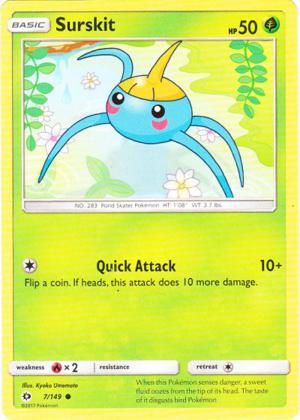 BASIC Surskit HP 50
NO. 283 Pond Skater Pokémon HT: 1'08" WT: 3.7 lbs.
Quick Attack 10+
Flip a coin. If heads, this attack does 10 more damage.
weakness × 2 resistance retreat
Illus. Kyoko Umemoto
7/149
©2017 Pokémon
When this Pokémon senses danger, a sweet
fluid oozes from the tip of its head. The taste
of it disgusts bird Pokémon.